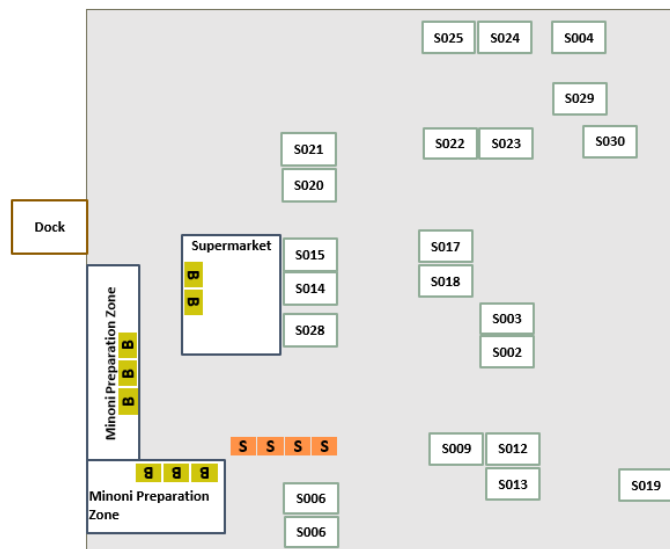 S025
S024
S004
S029
S021
S022
S023
S030
S020
Dock
Supermarket
S015
S017
B
B
S014
S018
S028
S003
S002
Minoni Preparation Zone
B
B
B
S S S S
S009
S012
B B B
Minoni Preparation
Zone
S006
S013
S019
S006